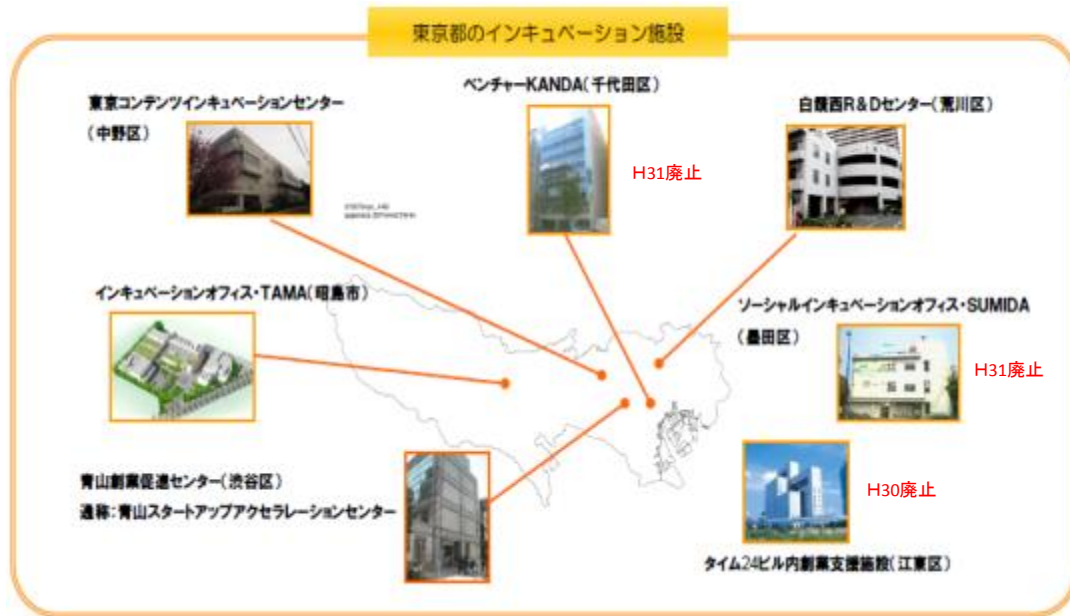 東京都のインキュベーション施設
ベンチャーKANDA(千代田区)
東京コンテンツインキュベーションセンター
(中野区)
白鬚西R&Dセンター(荒川区)
H31廃止
インキュベーションオフィス・TAMA(昭島市)
ソーシャルインキュベーションオフィス・SUMIDA
(墨田区)
H31廃止
青山創業促進センター(渋谷区)
通称:青山スタートアップアクセラレーションセンター
H30廃止
タイム24ビル内創業支援施設(江東区)